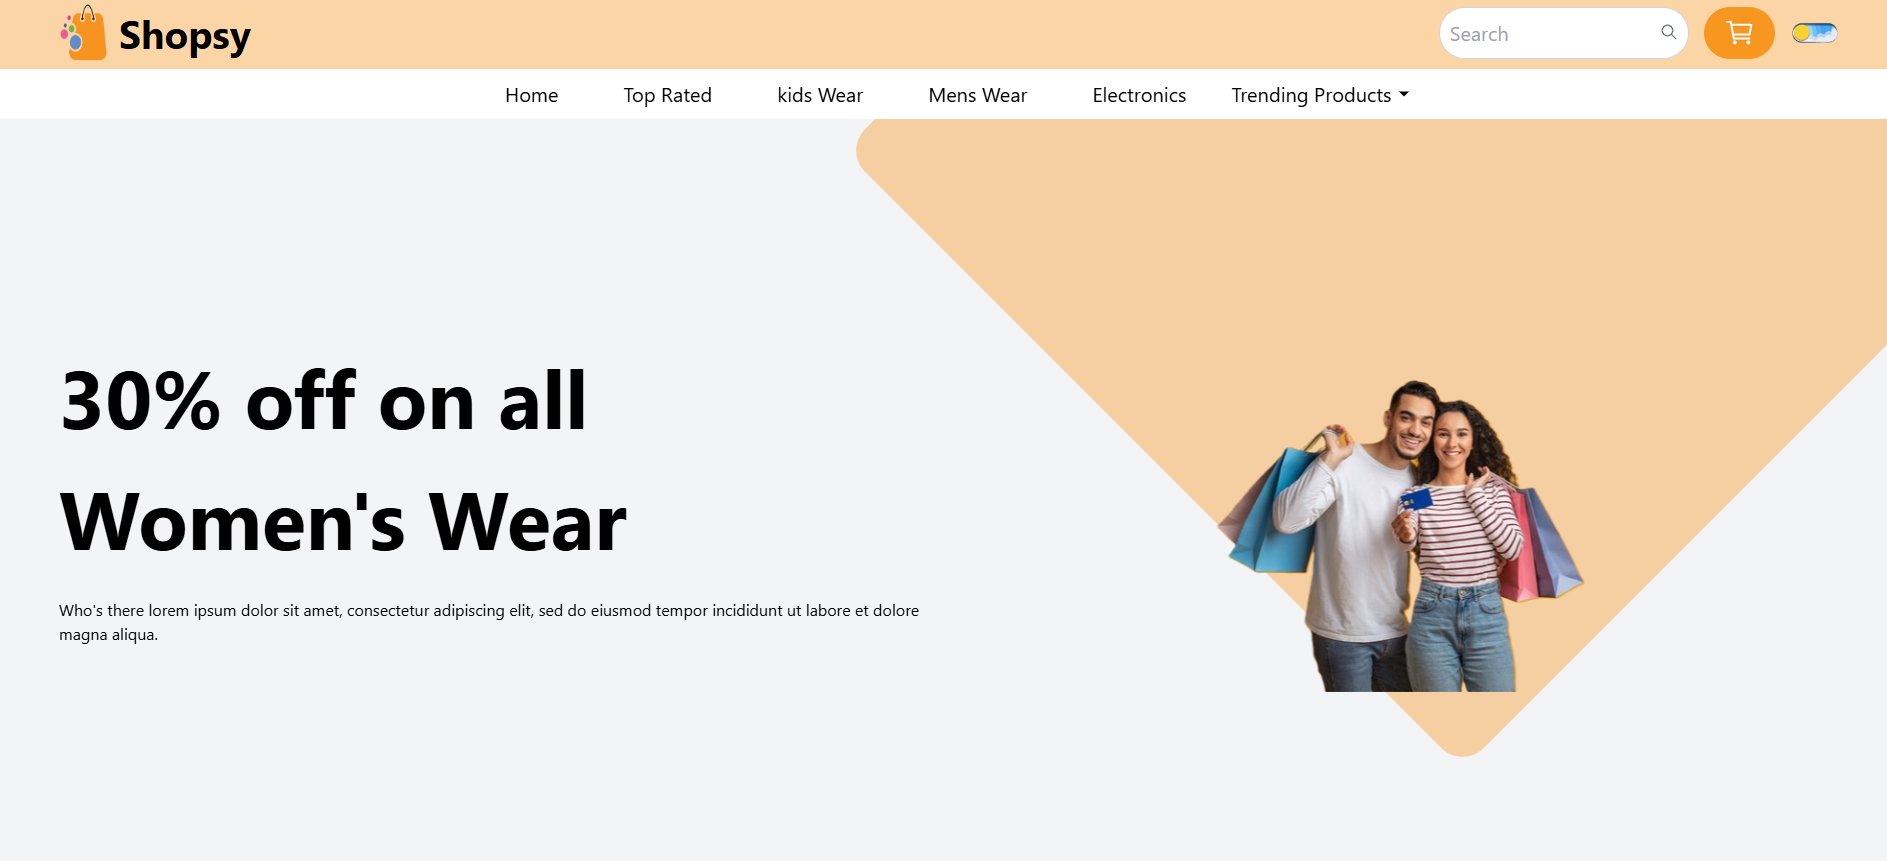 Shopsy
Search
Home
Top Rated
kids Wear
Mens Wear
Electronics
Trending Products
30% off on all
Women's Wear
Who's there lorem ipsum dolor sit amet, consectetur adipiscing elit, sed do eiusmod tempor incididunt ut labore et dolore
magna aliqua.